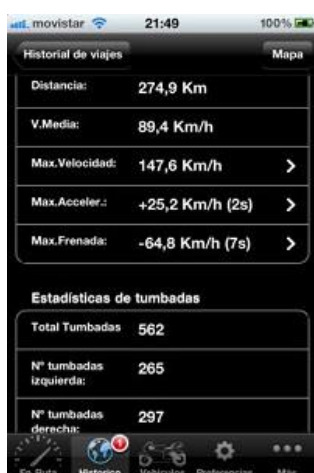 movistar 21:49 100%
Historial de viajes Mapa
Distancia: 274,9 Km
V.Media: 89,4 Km/h
Max.Velocidad: 147,6 Km/h
Max.Acceler.: +25,2 Km/h (2s)
Max.Frenada: -64,8 Km/h (7s)
Estadísticas de tumbadas
Total Tumbadas 562
Nº tumbadas
izquierda: 265
Nº tumbadas
derecha: 297
En Ruta Historico Vehiculos Preferencias Más